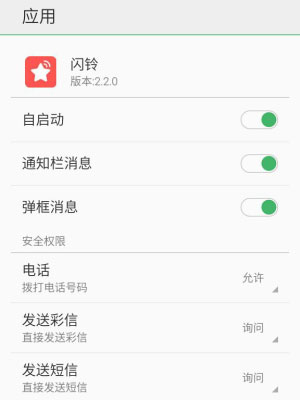 应用
闪铃
版本:2.2.0
自启动
通知栏消息
弹框消息
安全权限
电话
允许
拨打电话号码
发送彩信
询问
直接发送彩信
发送短信
询问
直接发送短信